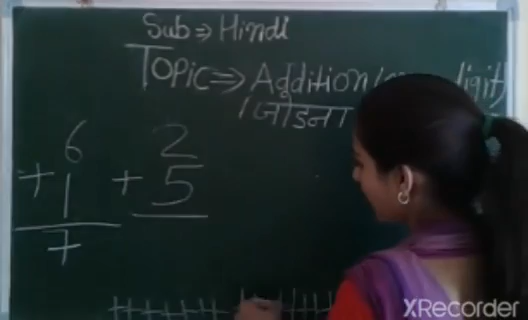 Sub ⇒ Hindi
Topic ⇒ Addition ( digit)
(जोडना
6
+ 1
7
2
+ 5
XRecorder